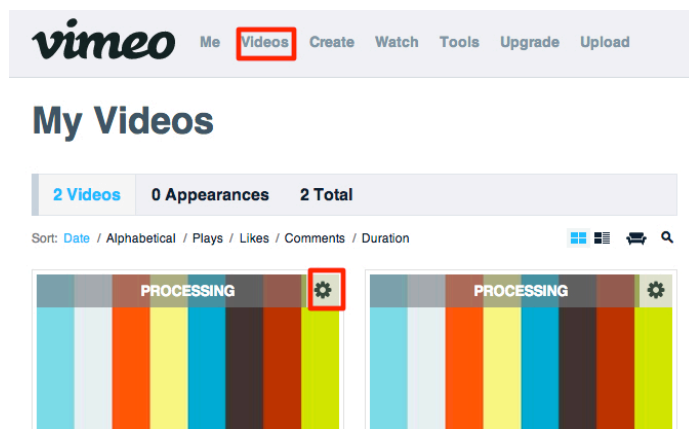 vimeo Me Videos Create Watch Tools Upgrade Upload
My Videos
2 Videos 0 Appearances 2 Total
Sort: Date / Alphabetical / Plays / Likes / Comments / Duration
PROCESSING PROCESSING